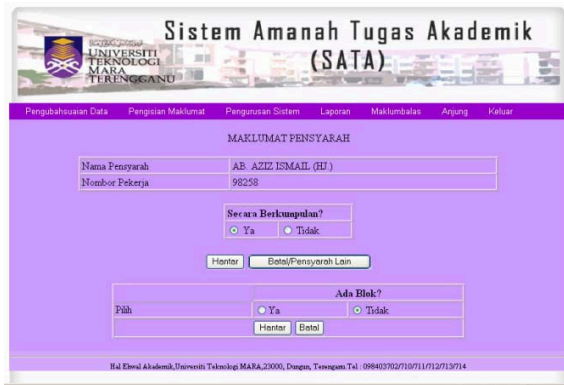 Sistem Amanah Tugas Akademik
(SATA)
UNIVERSITI
TEKNOLOGI
MARA
TERENGGANU
Pengubahsuaian Data Pengisian Maklumat Pengurusan Sistem Laporan Maklumbalas Anjung Keluar
MAKLUMAT PENSYARAH
Nama Pensyarah AB. AZIZ ISMAIL (HJ.)
Nombor Pekerja 98258
Secara Berkumpulan?
Ya Tidak
Hantar Batal/Pensyarah Lain
Ada Blok?
Pilih Ya Tidak
Hantar Batal
Hal Ehwal Akademik,Universiti Teknologi MARA,23000, Dungun, Terengganu.Tel : 098403702/710/711/712/713/714